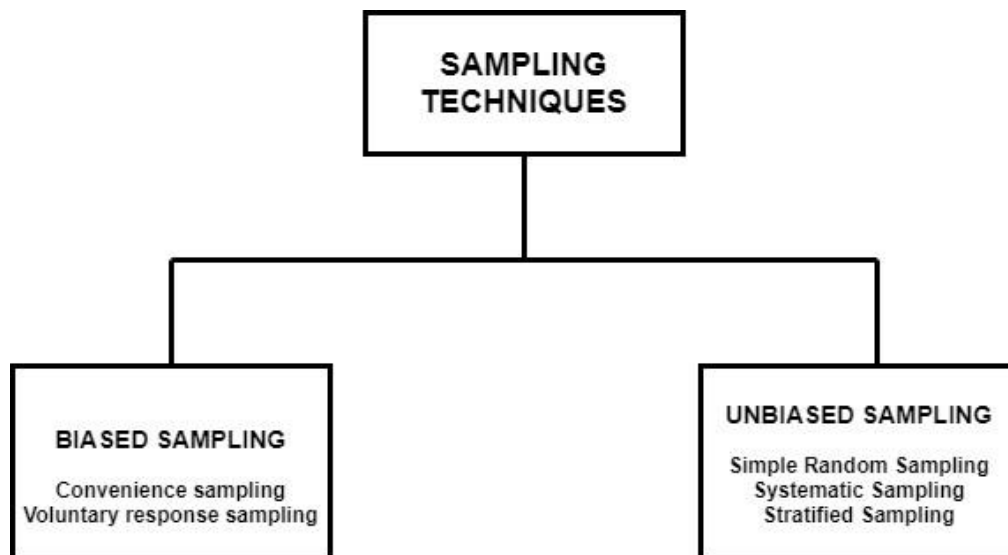 SAMPLING
TECHNIQUES
BIASED SAMPLING
Convenience sampling
Voluntary response sampling
UNBIASED SAMPLING
Simple Random Sampling
Systematic Sampling
Stratified Sampling